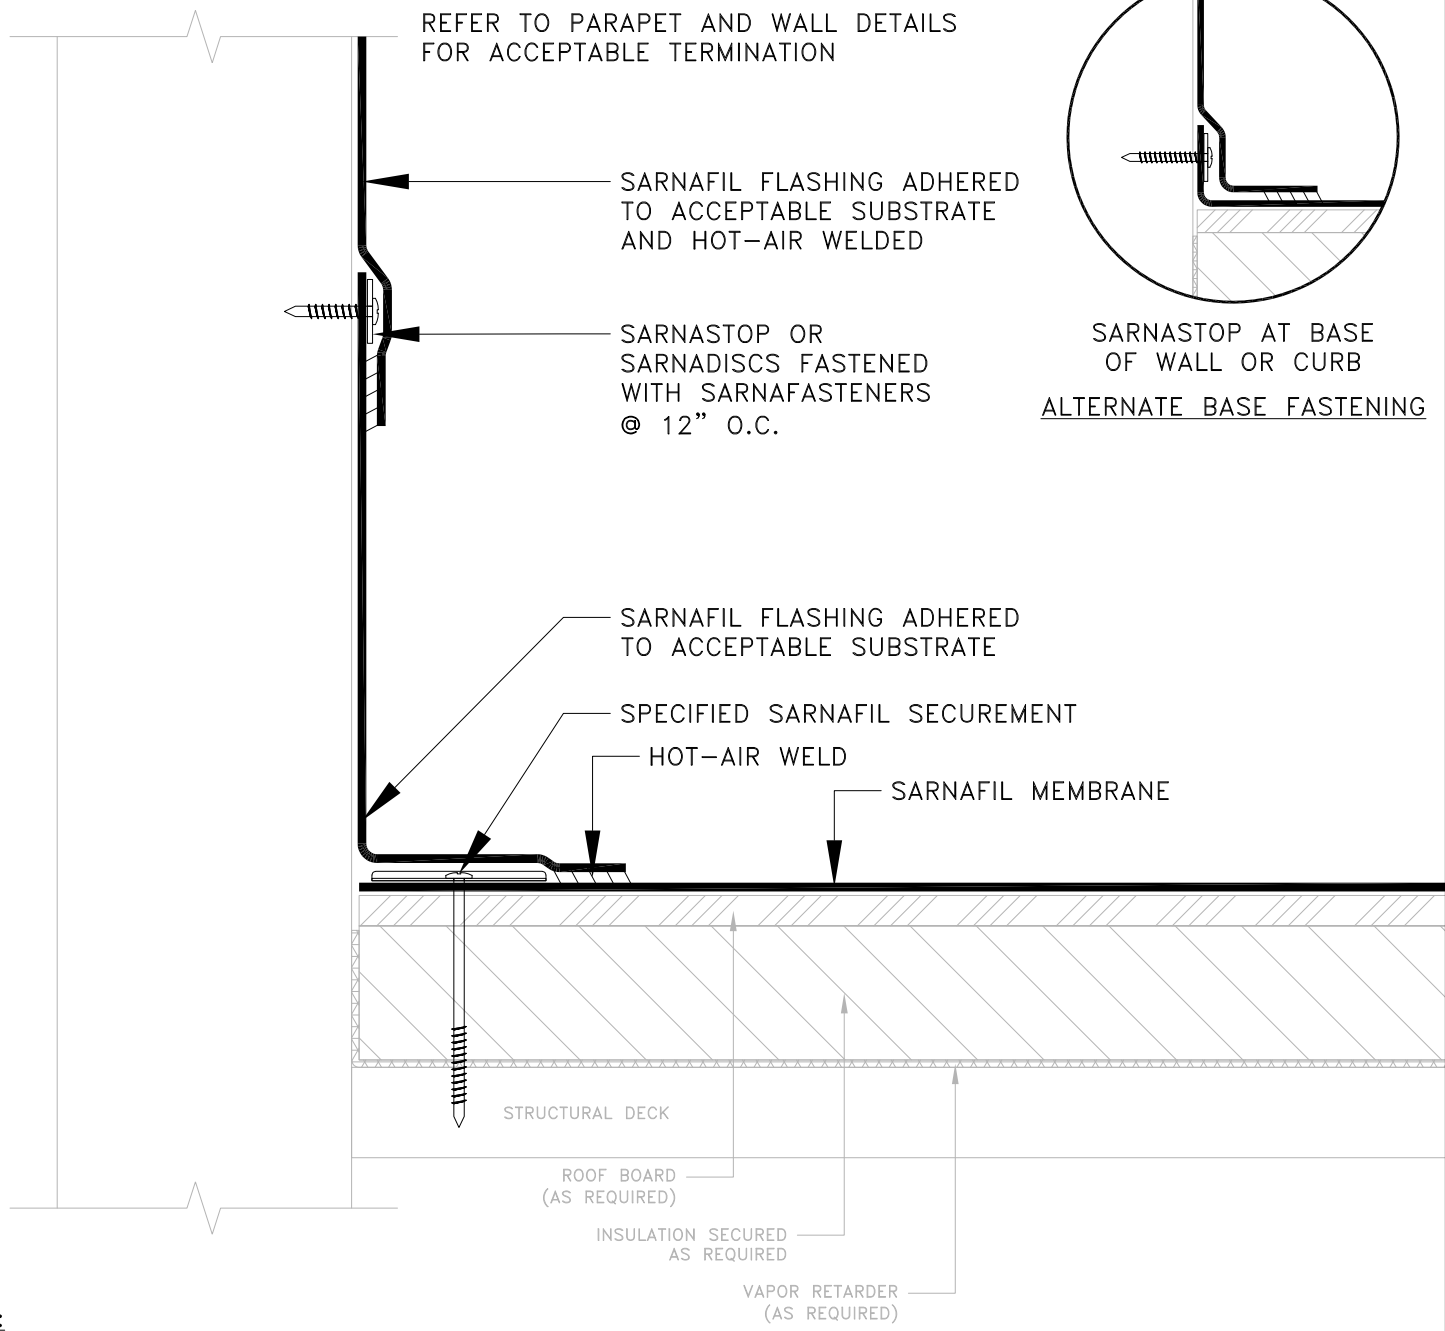 REFER TO PARAPET AND WALL DETAILS
FOR ACCEPTABLE TERMINATION
SARNAFIL FLASHING ADHERED
TO ACCEPTABLE SUBSTRATE
AND HOT-AIR WELDED
SARNASTOP OR
SARNADISCS FASTENED
WITH SARNAFASTENERS
@ 12" O.C.
SARNASTOP AT BASE
OF WALL OR CURB
ALTERNATE BASE FASTENING
SARNAFIL FLASHING ADHERED
TO ACCEPTABLE SUBSTRATE
SPECIFIED SARNAFIL SECUREMENT
HOT-AIR WELD
SARNAFIL MEMBRANE
STRUCTURAL DECK
ROOF BOARD
(AS REQUIRED)
INSULATION SECURED
AS REQUIRED
VAPOR RETARDER
(AS REQUIRED)